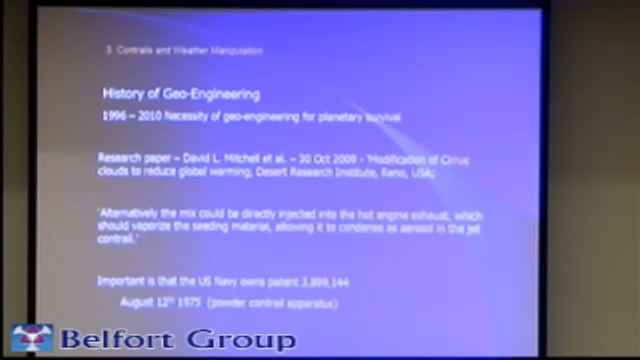 3. Contrails and Weather Manipulation
History of Geo-Engineering
1996 – 2010 Necessity of geo-engineering for planetary survival
Research paper – David L. Mitchell et al. – 30 Oct 2009 - 'Modification of Cirrus
clouds to reduce global warming, Desert Research Institute, Reno, USA;
'Alternatively the mix could be directly injected into the hot engine exhaust, which
should vaporize the seeding material, allowing it to condense as aerosol in the jet
contrail.'
Important is that the US Navy owns patent 3,899,144
August 12th 1975 (powder contrail apparatus)
Belfort Group